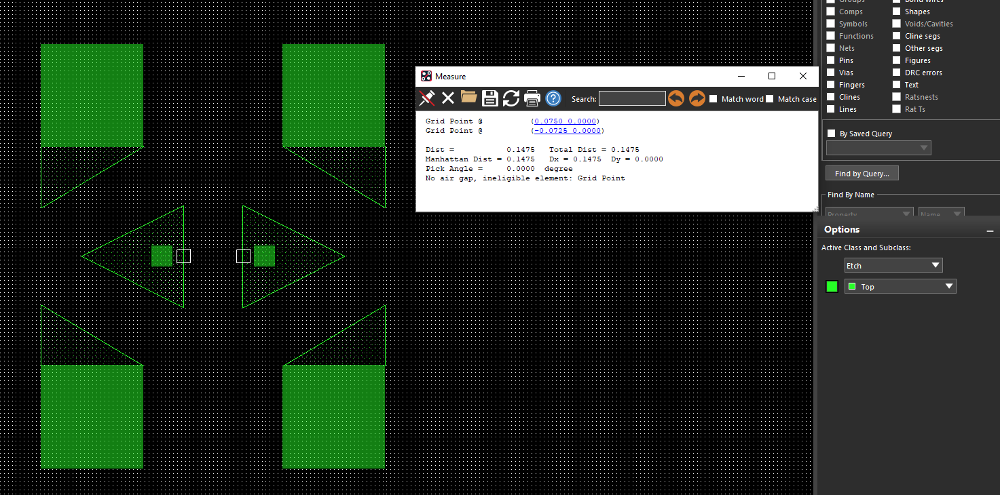 Groups Bond wires
Comps Shapes
Symbols Voids/Cavities
Functions Cline segs
Nets Other segs
Pins Figures
Vias DRC errors
Fingers Text
Clines Ratsnests
Lines Rat Ts
By Saved Query
Find by Query...
Find By Name
Property Name
Measure
Search: Match word Match case
Grid Point @ (0.0750 0.0000)
Grid Point @ (-0.0725 0.0000)
Dist = 0.1475 Total Dist = 0.1475
Manhattan Dist = 0.1475 Dx = 0.1475 Dy = 0.0000
Pick Angle = 0.0000 degree
No air gap, ineligible element: Grid Point
Options
Active Class and Subclass:
Etch
Top